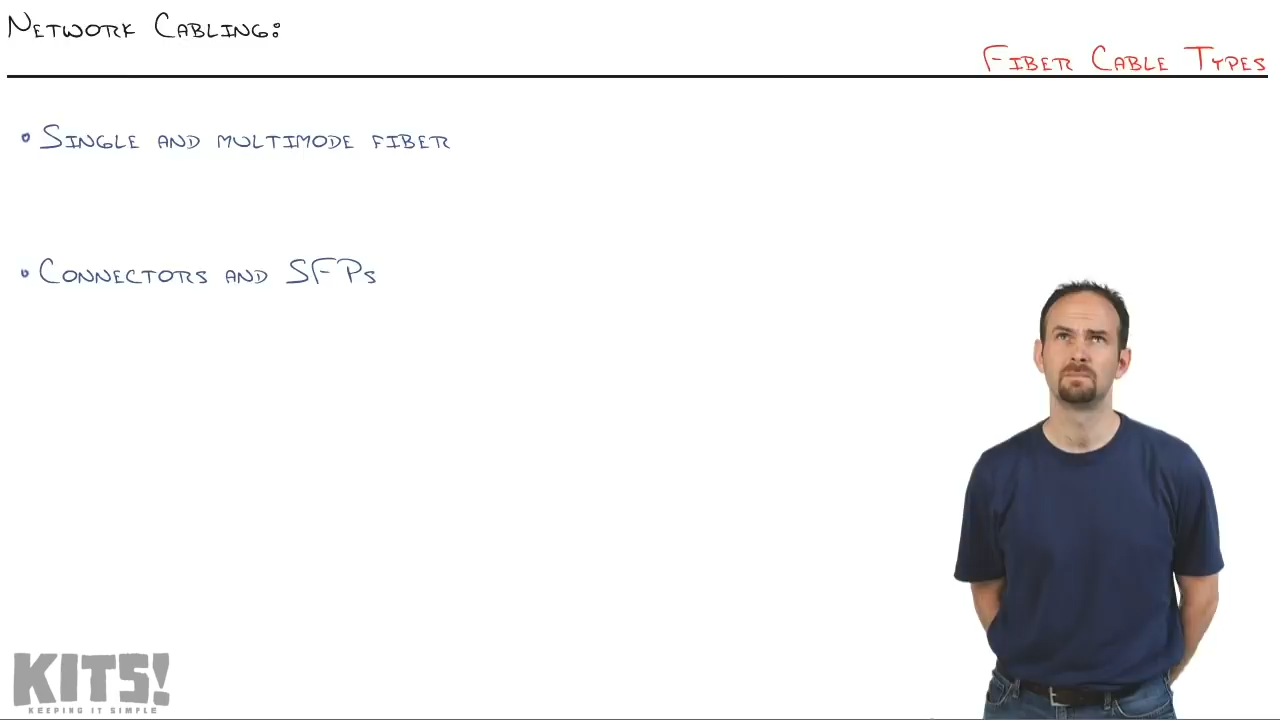 Network Cabling:
Fiber Cable Types
• Single and multimode fiber
• Connectors and SFPs
KITS!
KEEPING IT SIMPLE